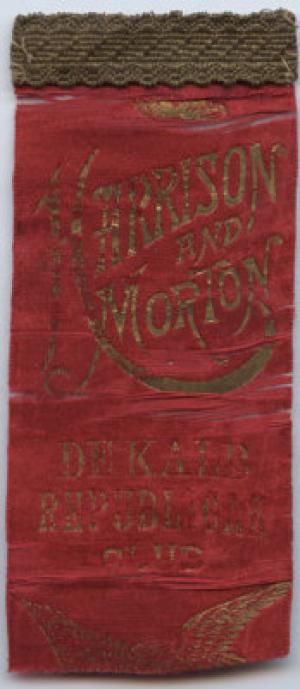 HARRISON
AND
MORTON
DE KALB
REPUBLICAN
CLUB